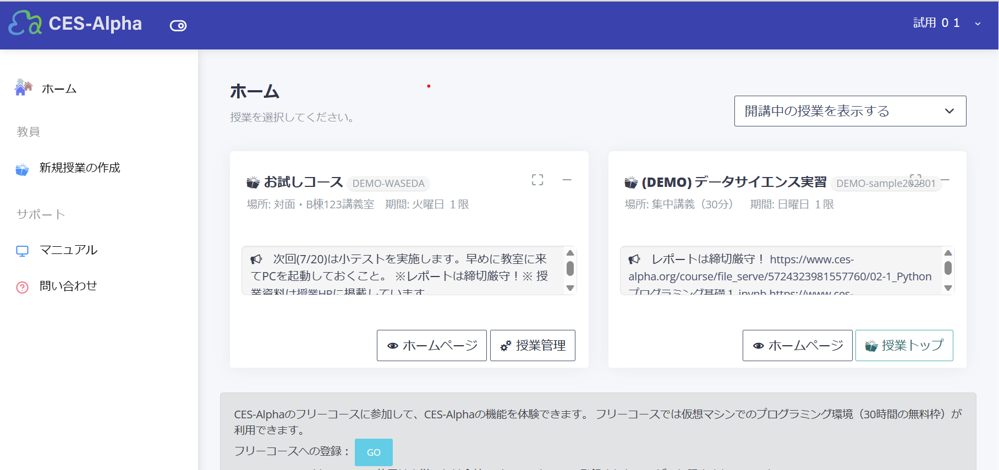 CES-Alpha
試用 0 1
ホーム
教員
新規授業の作成
サポート
マニュアル
問い合わせ
ホーム
授業を選択してください。
開講中の授業を表示する
お試しコース DEMO-WASEDA
場所: 対面・B棟123講義室 期間: 火曜日 １限
次回(7/20)は小テストを実施します。早めに教室に来
てPCを起動しておくこと。 ※レポートは締切厳守！※ 授
業資料は授業HPに掲載しています
ホームページ
授業管理
(DEMO) データサイエンス実習 DEMO-sample202301
場所: 集中講義（30分） 期間: 日曜日 １限
レポートは締切厳守！ https://www.ces-
alpha.org/course/file_serve/5724323981557760/02-1_Python
プログラミング基礎１.ipynb https://www.ces-
ホームページ
授業トップ
CES-Alphaのフリーコースに参加して、CES-Alphaの機能を体験できます。 フリーコースでは仮想マシンでのプログラミング環境（30時間の無料枠）が
利用できます。
フリーコースへの登録： GO